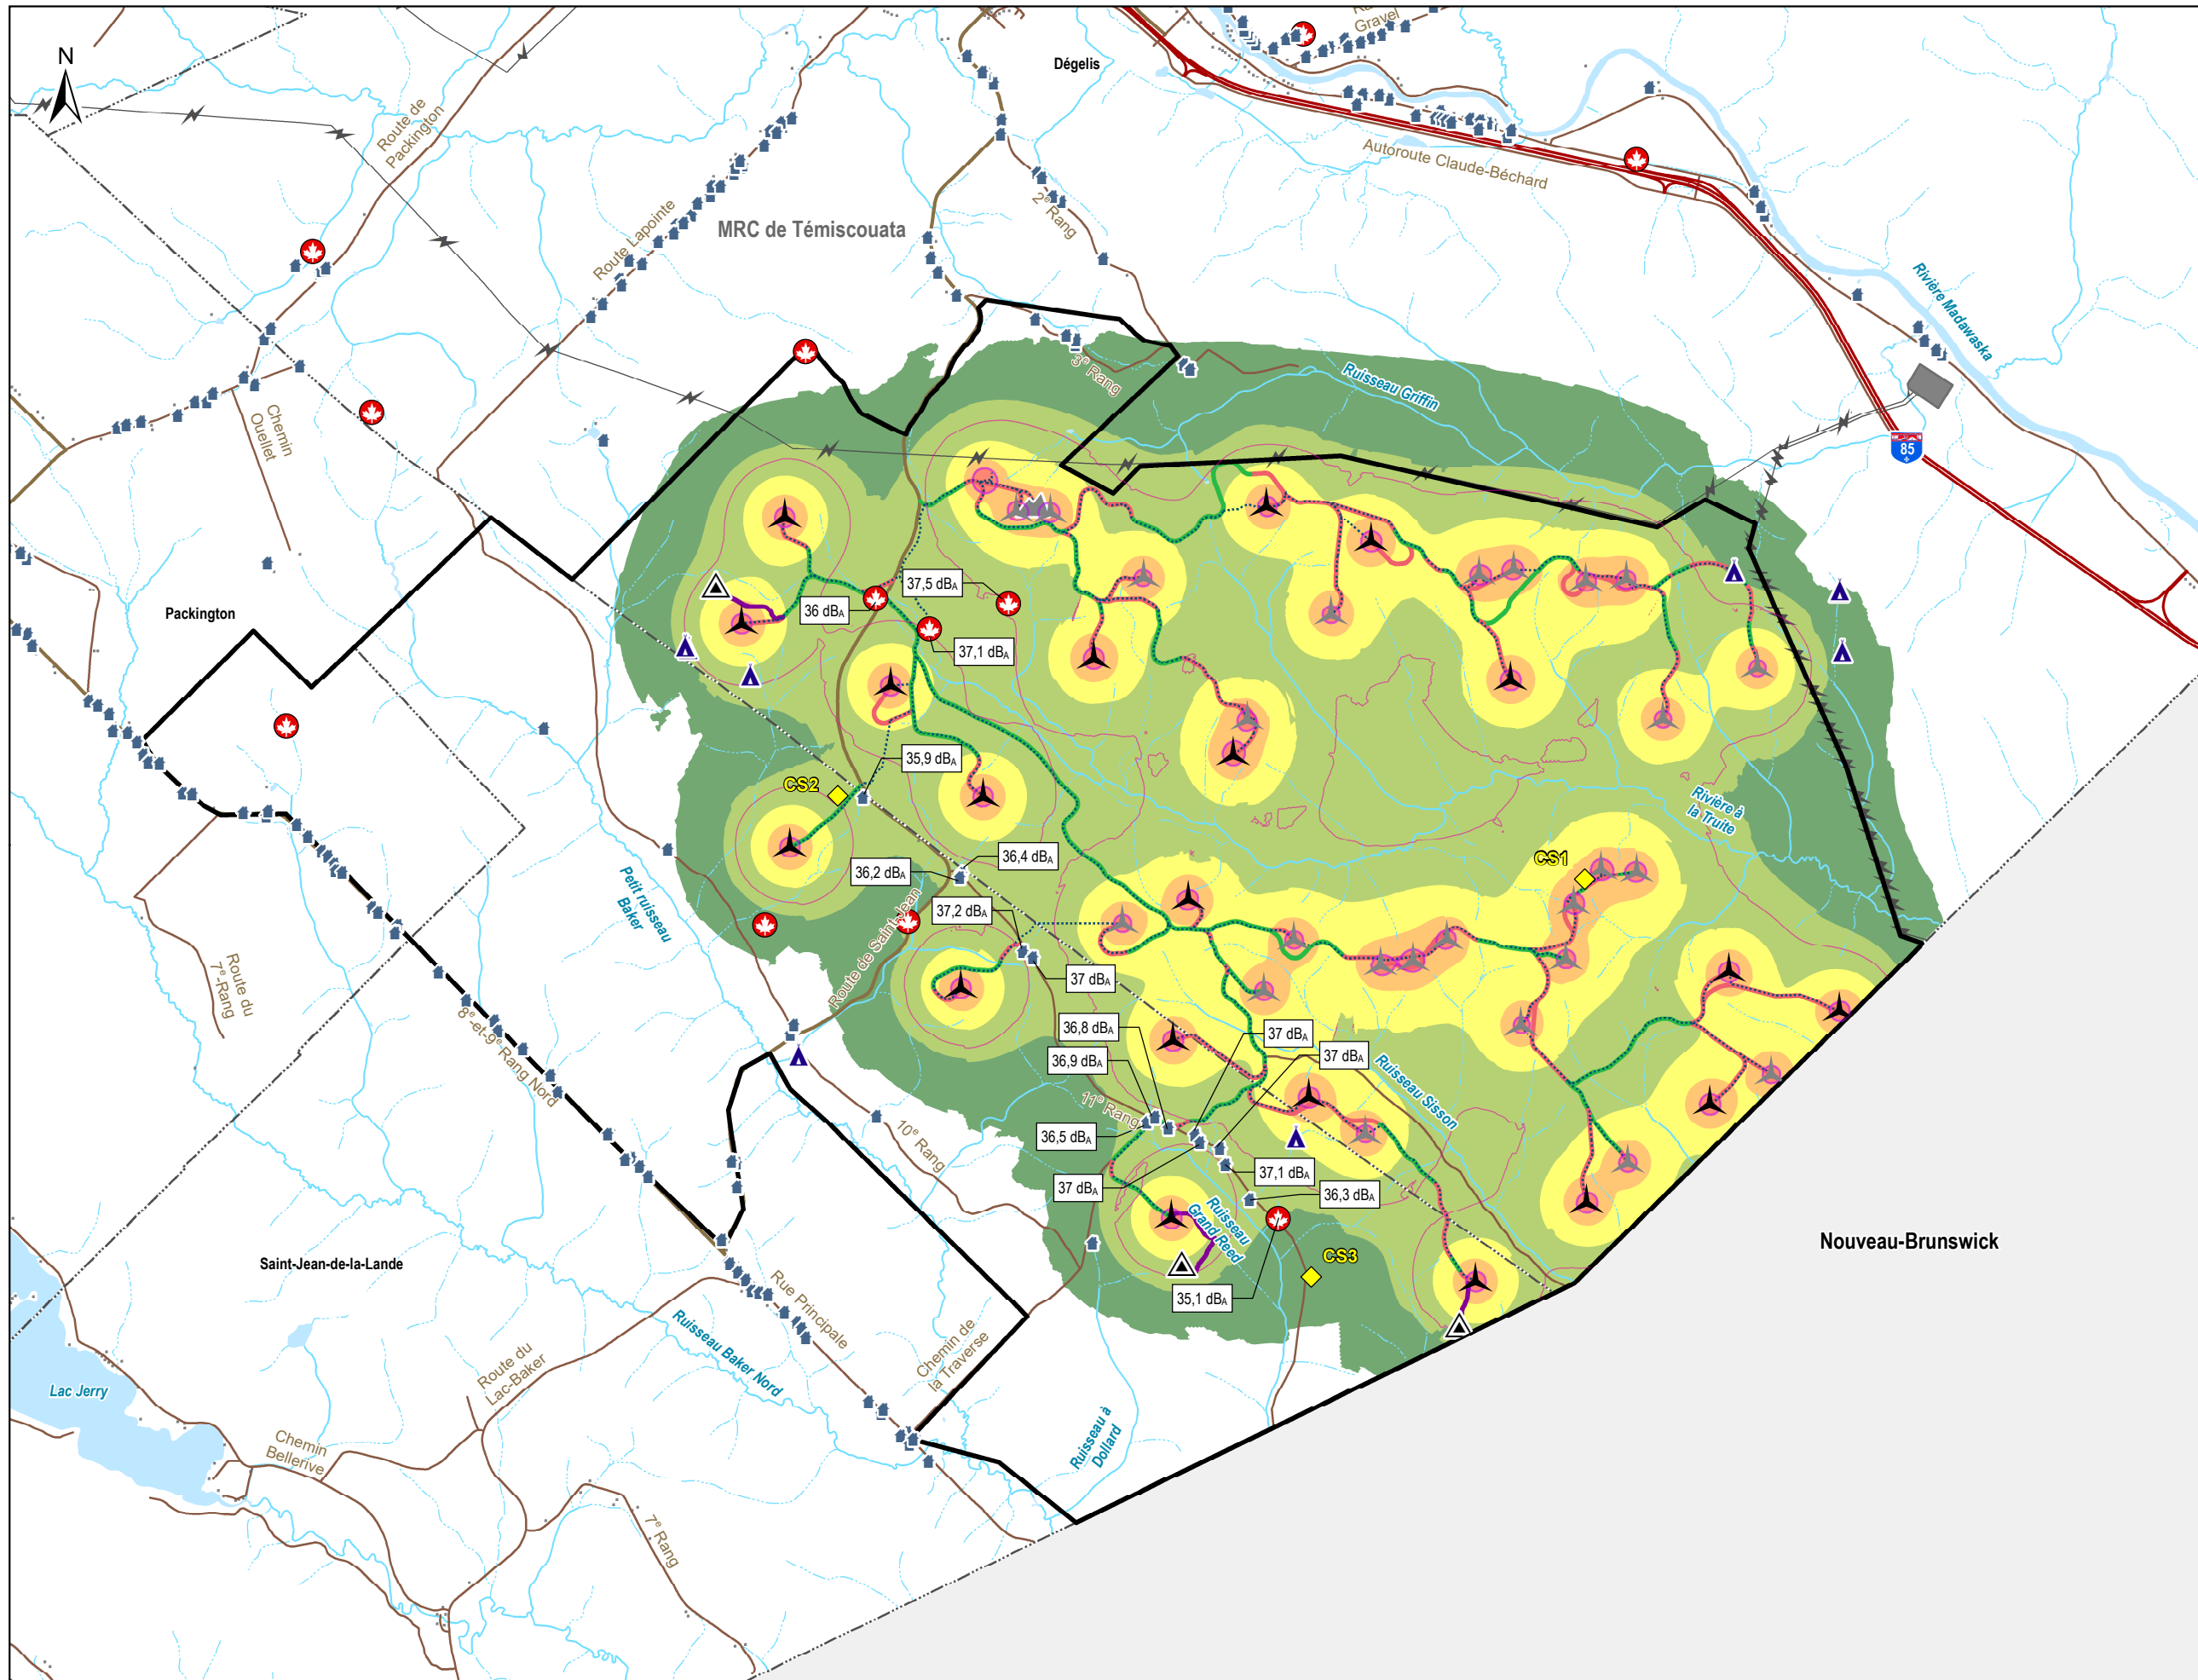 N
Ra
Gravel
Dégelis
Route de
Packington
Autoroute Claude-Béchard
2e Rang
Route Lapointe
MRC de Témiscouata
Rivière Madawaska
3e Rang
Ruisseau Griffin
Chemin
Ouellet
85
37,5 dBA
36 dBA
Packington
37,1 dBA
35,9 dBA
CS2
Rivière à
la Truite
36,4 dBA
CS1
36,2 dBA
Petit ruisseau
Baker
37,2 dBA
Route de Saint-Jean
37 dBA
Route du
7e-Rang
36,8 dBA
37 dBA
8e-et-9e Rang Nord
36,9 dBA
37 dBA
Ruisseau Sisson
11e Rang
36,5 dBA
10e Rang
37,1 dBA
37 dBA
36,3 dBA
Ruisseau
Grand Reed
Nouveau-Brunswick
Saint-Jean-de-la-Lande
CS3
35,1 dBA
Rue Principale
Ruisseau Baker Nord
Chemin de
la Traverse
Route du
Lac-Baker
Lac Jerry
Ruisseau à
Dollard
Chemin
Bellerive
7e Rang